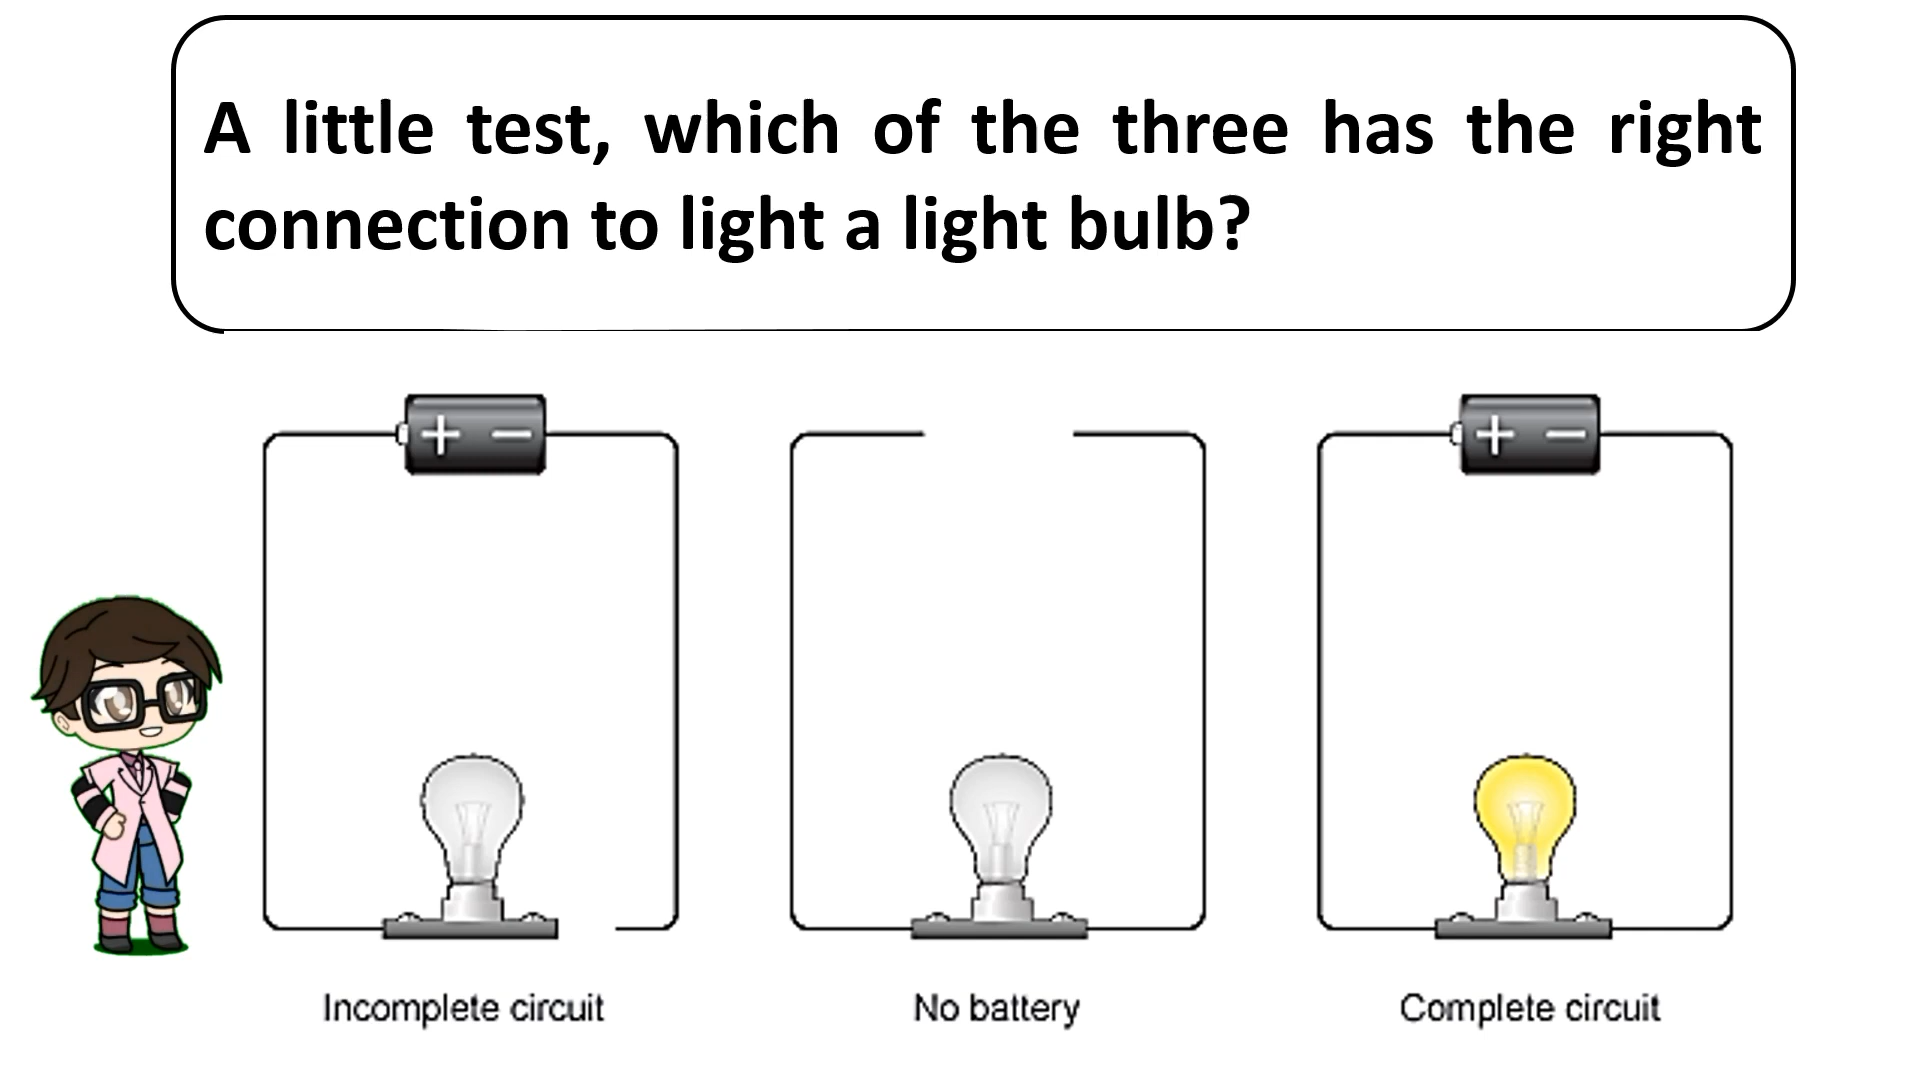 A little test, which of the three has the right
connection to light a light bulb?
+ − + −
Incomplete circuit No battery Complete circuit